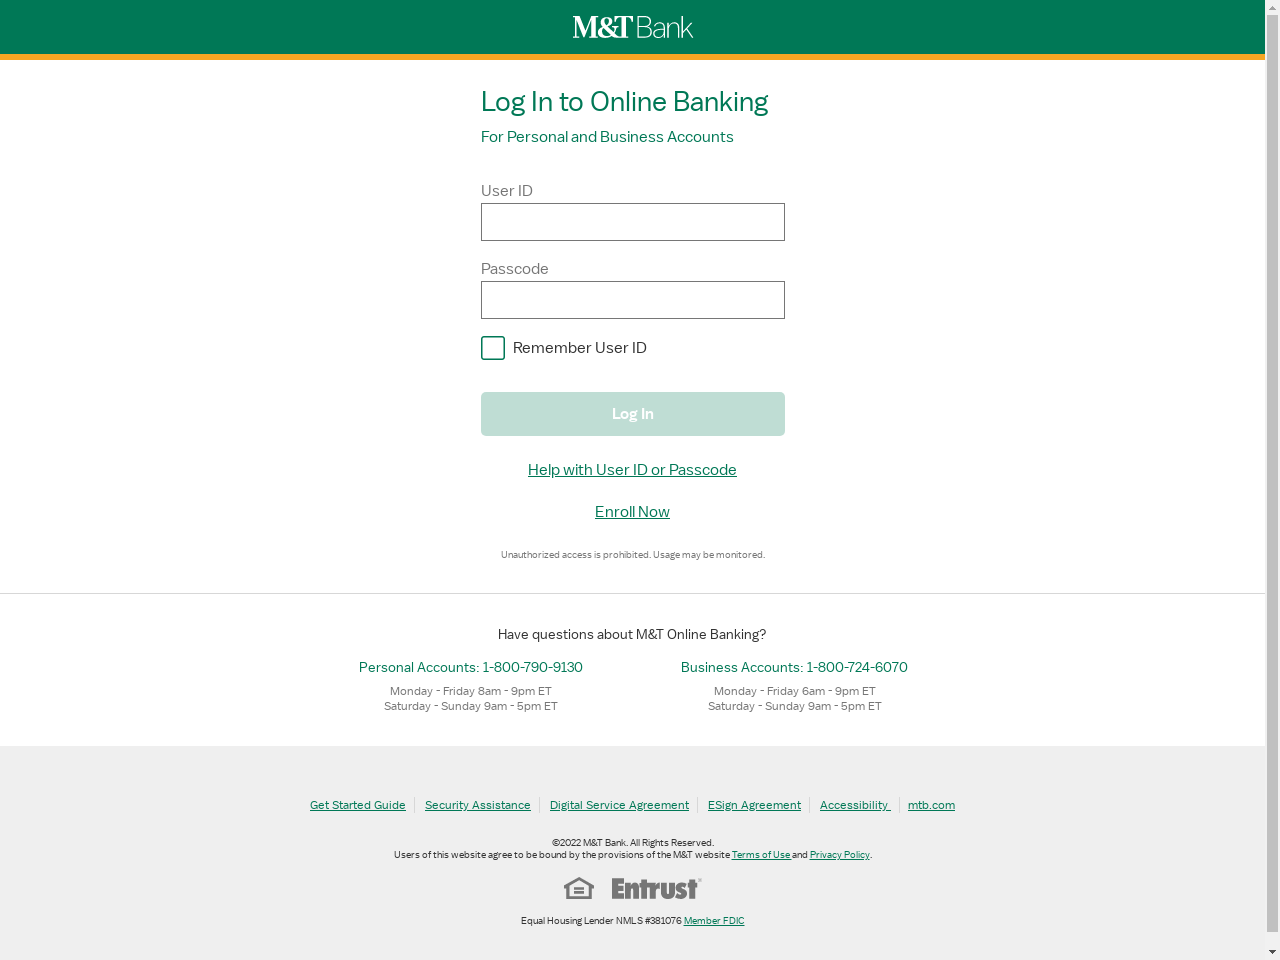 M&T Bank
Log In to Online Banking
For Personal and Business Accounts
User ID
Passcode
Remember User ID
Log In
Help with User ID or Passcode
Enroll Now
Unauthorized access is prohibited. Usage may be monitored.
Have questions about M&T Online Banking?
Personal Accounts: 1-800-790-9130
Monday - Friday 8am - 9pm ET
Saturday - Sunday 9am - 5pm ET
Business Accounts: 1-800-724-6070
Monday - Friday 6am - 9pm ET
Saturday - Sunday 9am - 5pm ET
Get Started Guide Security Assistance Digital Service Agreement ESign Agreement Accessibility mtb.com
©2022 M&T Bank. All Rights Reserved.
Users of this website agree to be bound by the provisions of the M&T website Terms of Use and Privacy Policy.
Entrust®
Equal Housing Lender NMLS #381076 Member FDIC